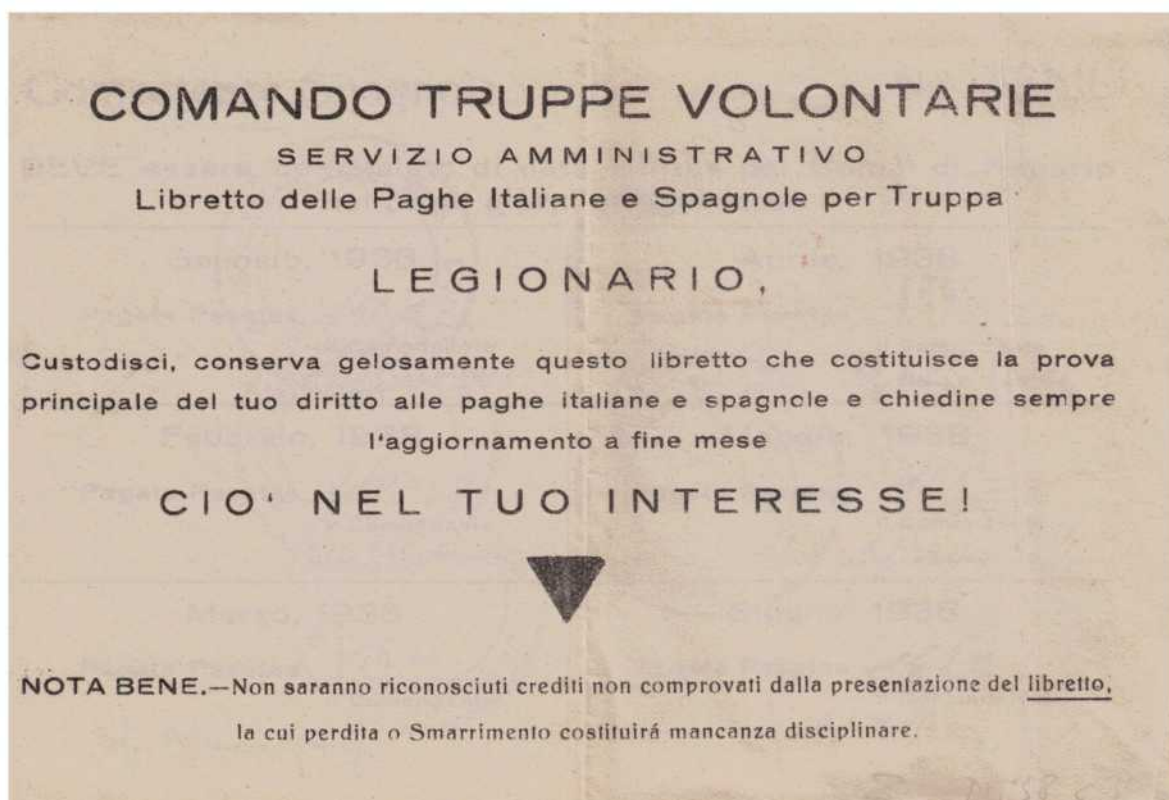 COMANDO TRUPPE VOLONTARIE
SERVIZIO AMMINISTRATIVO
Libretto delle Paghe Italiane e Spagnole per Truppa
LEGIONARIO,
Custodisci, conserva gelosamente questo libretto che costituisce la prova
principale del tuo diritto alle paghe italiane e spagnole e chiedine sempre
l'aggiornamento a fine mese
CIO' NEL TUO INTERESSE!
NOTA BENE.—Non saranno riconosciuti crediti non comprovati dalla presentazione del libretto,
la cui perdita o Smarrimento costituirá mancanza disciplinare.